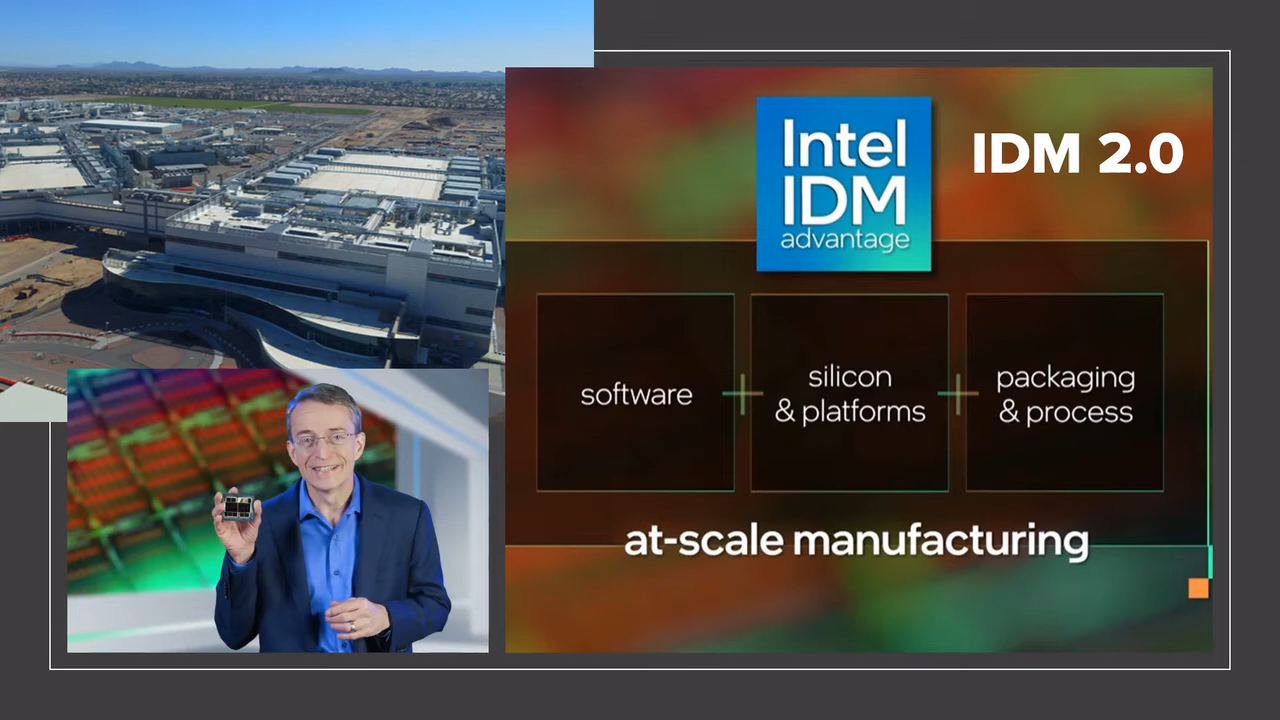 Intel
IDM
advantage
IDM 2.0
software
silicon
& platforms
packaging
& process
at-scale manufacturing